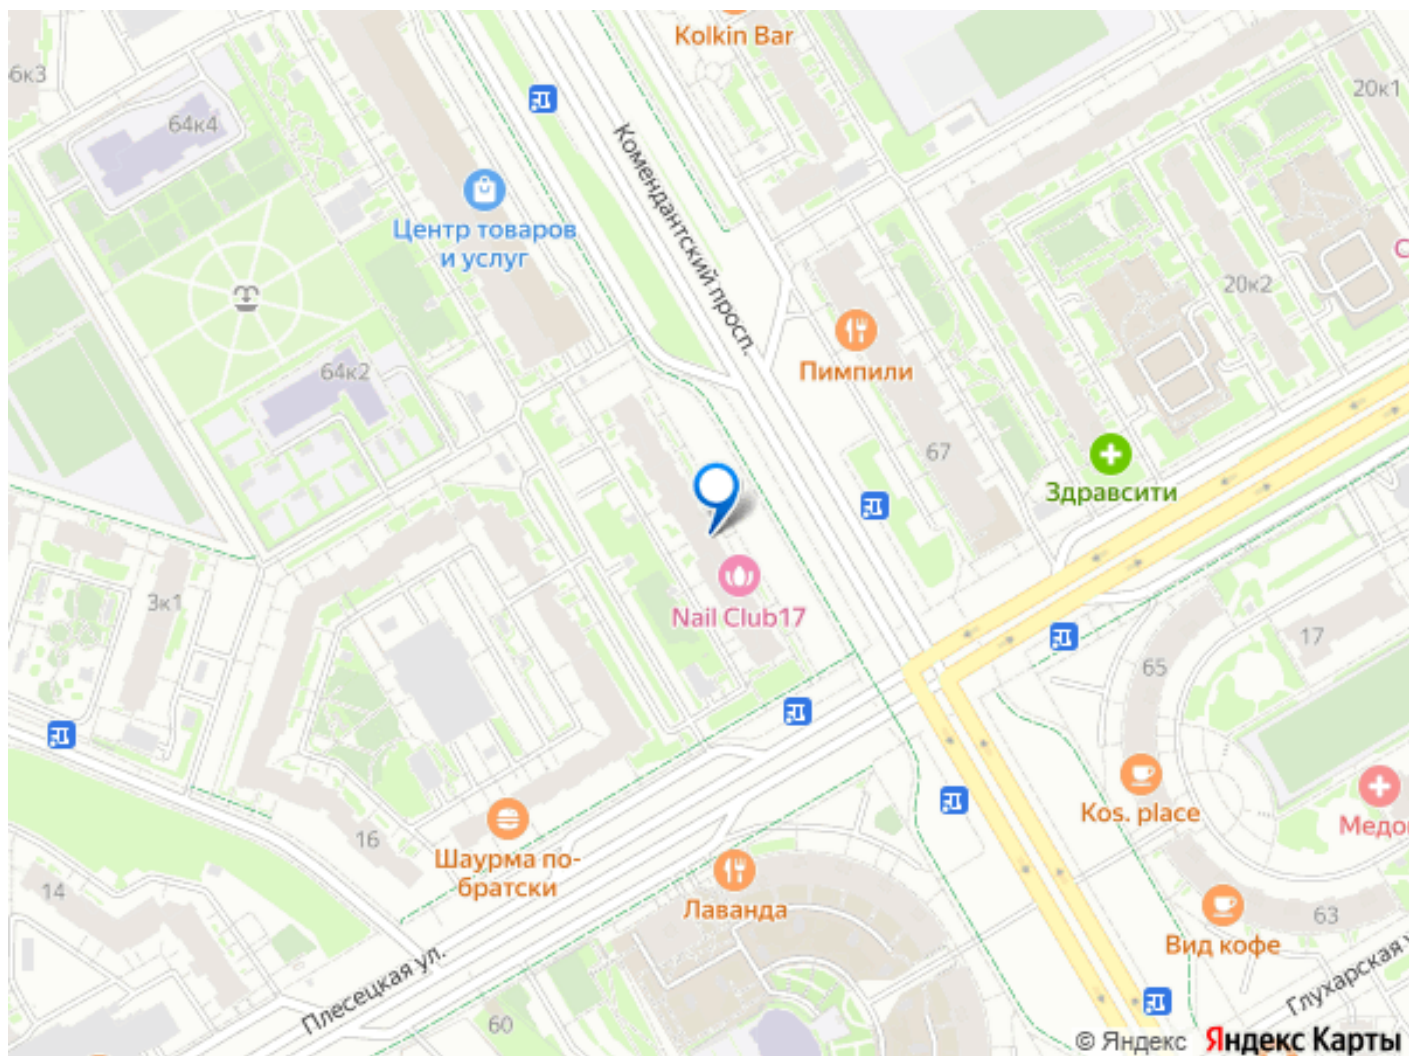 Kolkin Bar
6к3
20к1
64к4
Комендантский просп.
Центр товаров
и услуг
20к2
64к2
Пимпили
67
Здравсити
3к1
Nail Club17
17
65
Kos. place
16
Шаурма по-
братски
14
Лаванда
63
Вид кофе
Плесецкая ул.
60
Глухарская у
© Яндекс Яндекс Карты